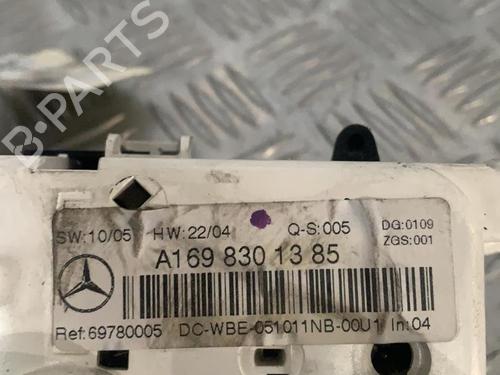 B-PARTS
SW:10/05 HW:22/04 Q-S:005 DG:0109
ZGS:001
A169 830 13 85
Ref:69780005 DC-WBE-051011NB-00U1 In:04